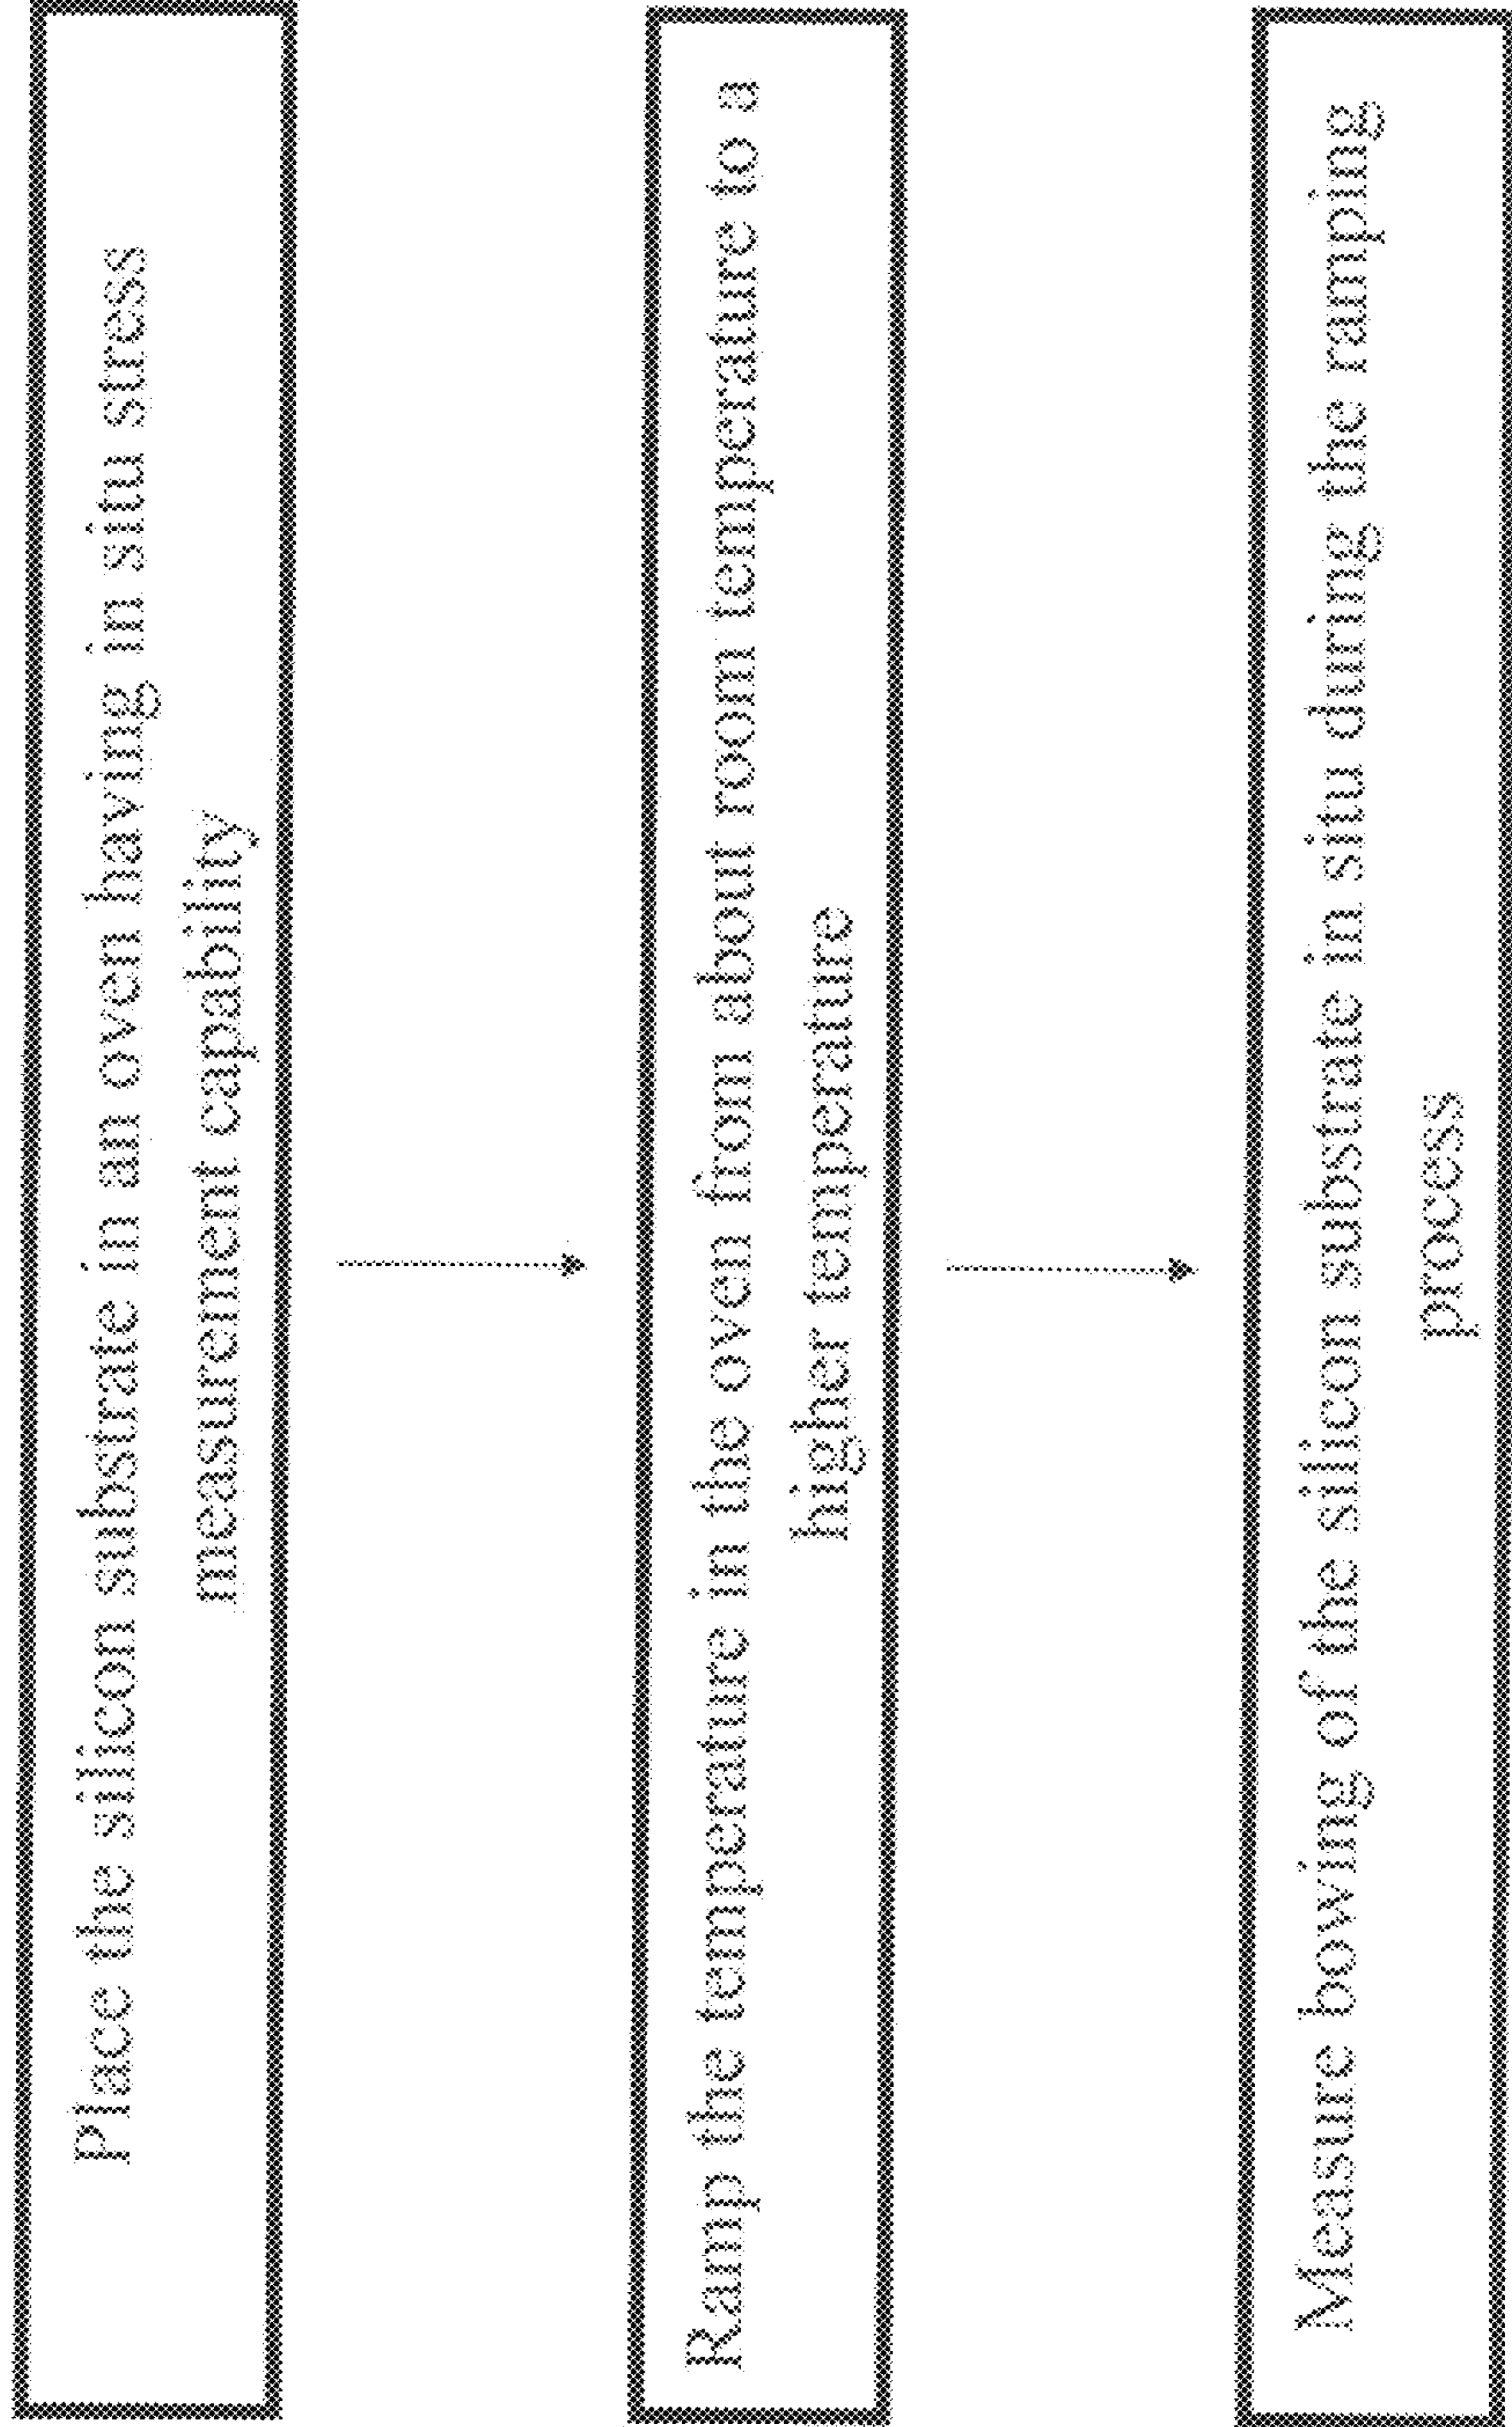 Place the silicon substrate in an oven having in situ stress
measurement capability
Ramp the temperature in the oven from about room temperature to a
higher temperature
Measure bowing of the silicon substrate in situ during the ramping
process